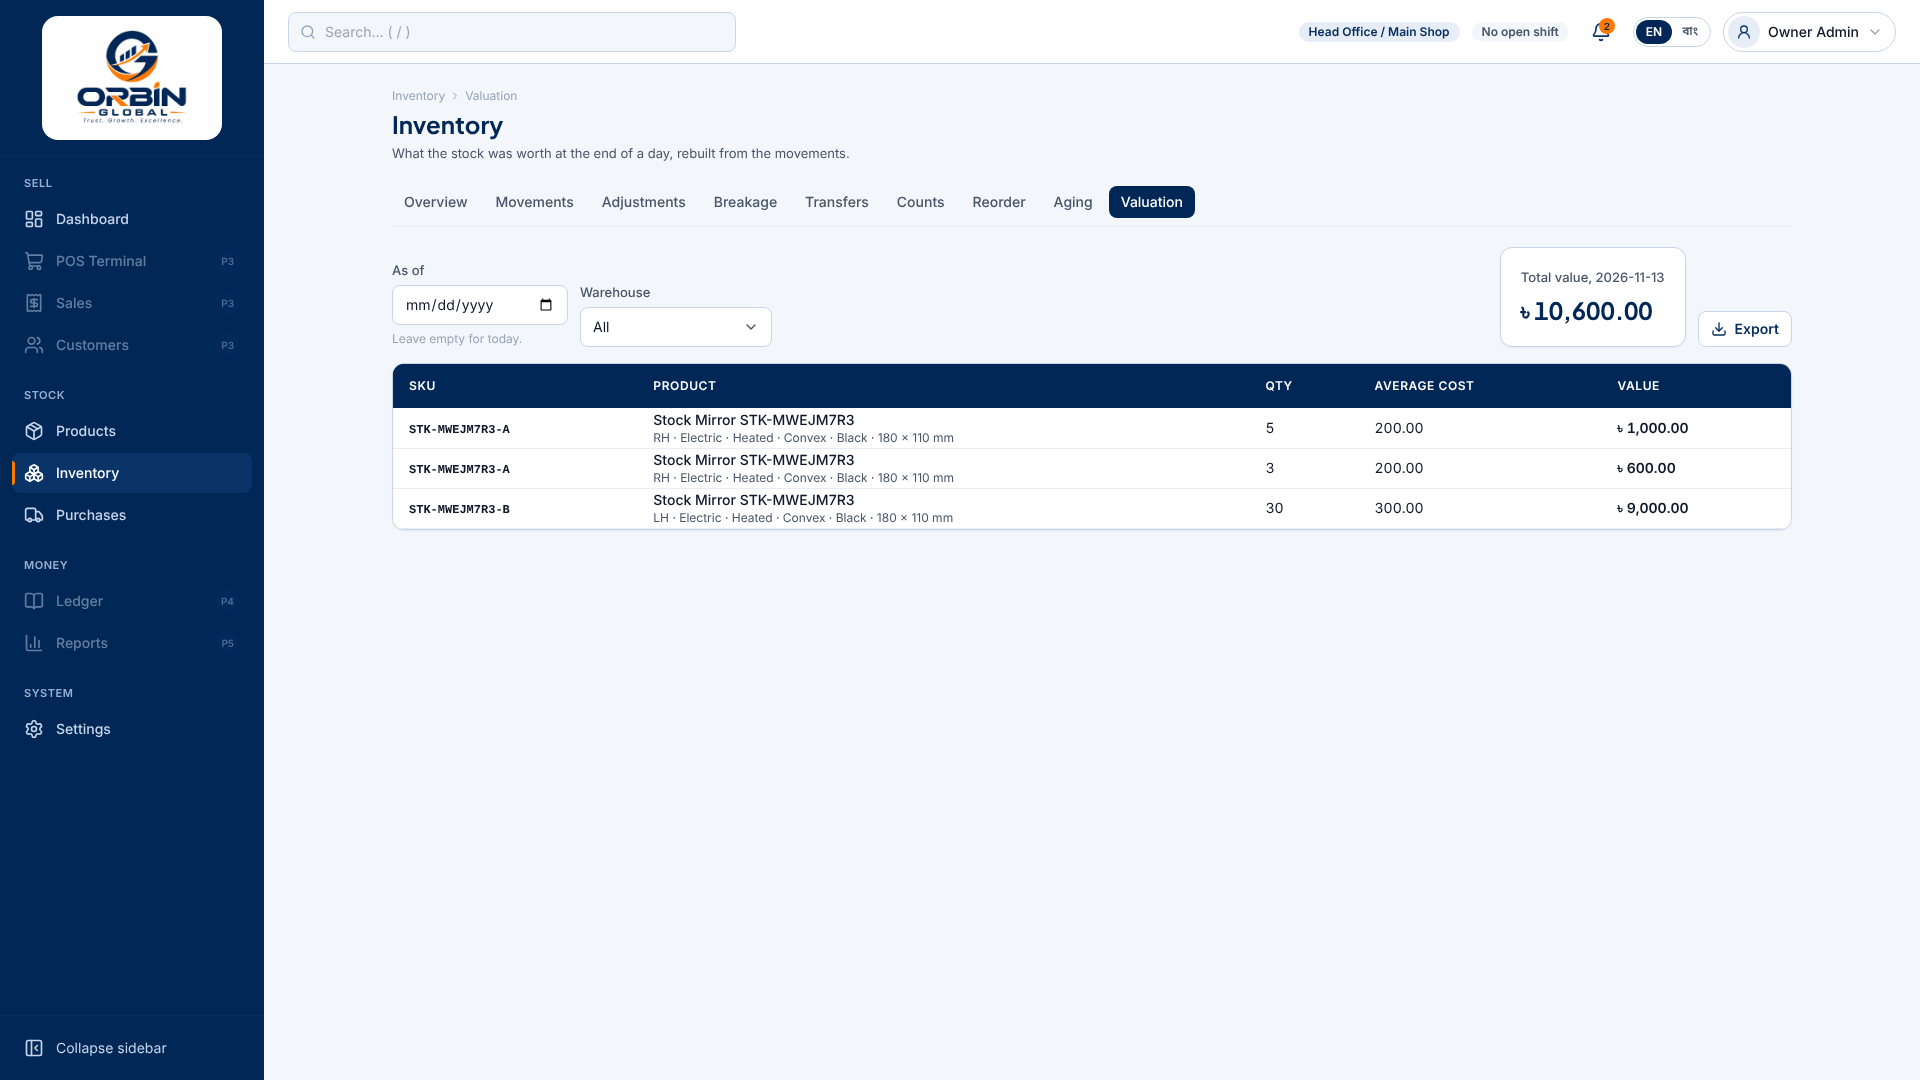 ORBIN
GLOBAL
Trust. Growth. Excellence.
SELL
Dashboard
POS Terminal P3
Sales P3
Customers P3
STOCK
Products
Inventory
Purchases
MONEY
Ledger P4
Reports P5
SYSTEM
Settings
Collapse sidebar
Search... ( / )
Head Office / Main Shop
No open shift
2
EN বাং
Owner Admin
Inventory > Valuation
Inventory
What the stock was worth at the end of a day, rebuilt from the movements.
Overview Movements Adjustments Breakage Transfers Counts Reorder Aging Valuation
As of
mm/dd/yyyy
Leave empty for today.
Warehouse
All
Total value, 2026-11-13
৳ 10,600.00
Export
SKU PRODUCT QTY AVERAGE COST VALUE
STK-MWEJM7R3-A Stock Mirror STK-MWEJM7R3 5 200.00 ৳ 1,000.00
RH · Electric · Heated · Convex · Black · 180 × 110 mm
STK-MWEJM7R3-A Stock Mirror STK-MWEJM7R3 3 200.00 ৳ 600.00
RH · Electric · Heated · Convex · Black · 180 × 110 mm
STK-MWEJM7R3-B Stock Mirror STK-MWEJM7R3 30 300.00 ৳ 9,000.00
LH · Electric · Heated · Convex · Black · 180 × 110 mm